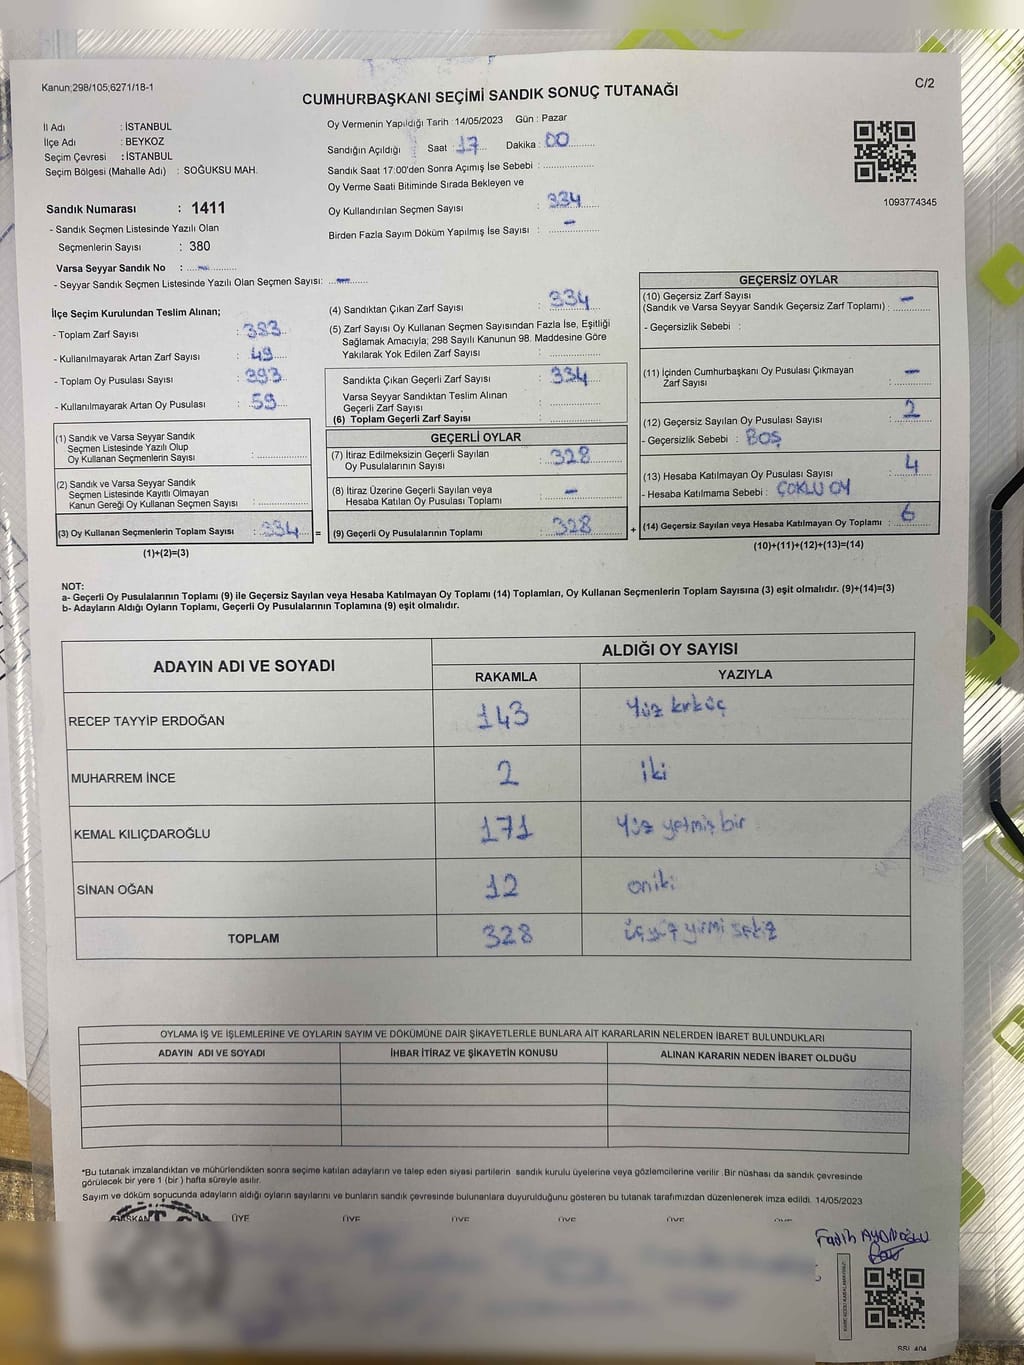 Kanun;298/105;6271/18-1
C/2
CUMHURBAŞKANI SEÇİMİ SANDIK SONUÇ TUTANAĞI
İl Adı : İSTANBUL
İlçe Adı : BEYKOZ
Seçim Çevresi : İSTANBUL
Seçim Bölgesi (Mahalle Adı) : SOĞUKSU MAH.
Oy Vermenin Yapıldığı Tarih : 14/05/2023 Gün : Pazar
Sandığın Açıldığı Saat : 17 Dakika : 00
Sandık Saat 17:00'den Sonra Açımış İse Sebebi :
Oy Verme Saati Bitiminde Sırada Bekleyen ve
Oy Kullandırılan Seçmen Sayısı : 334
Birden Fazla Sayım Döküm Yapılmış İse Sayısı : -
1093774345
Sandık Numarası : 1411
- Sandık Seçmen Listesinde Yazılı Olan
Seçmenlerin Sayısı : 380
Varsa Seyyar Sandık No : -
- Seyyar Sandık Seçmen Listesinde Yazılı Olan Seçmen Sayısı: -
İlçe Seçim Kurulundan Teslim Alınan;
- Toplam Zarf Sayısı : 383
- Kullanılmayarak Artan Zarf Sayısı : 49
- Toplam Oy Pusulası Sayısı : 393
- Kullanılmayarak Artan Oy Pusulası : 59
(1) Sandık ve Varsa Seyyar Sandık
Seçmen Listesinde Yazılı Olup
Oy Kullanan Seçmenlerin Sayısı :
(2) Sandık ve Varsa Seyyar Sandık
Seçmen Listesinde Kayıtlı Olmayan
Kanun Gereği Oy Kullanan Seçmen Sayısı :
(3) Oy Kullanan Seçmenlerin Toplam Sayısı : 334 =
(1)+(2)=(3)
(4) Sandıktan Çıkan Zarf Sayısı : 334
(5) Zarf Sayısı Oy Kullanan Seçmen Sayısından Fazla İse, Eşitliği
Sağlamak Amacıyla; 298 Sayılı Kanunun 98. Maddesine Göre
Yakılarak Yok Edilen Zarf Sayısı :
Sandıkta Çıkan Geçerli Zarf Sayısı : 334
Varsa Seyyar Sandıktan Teslim Alınan
Geçerli Zarf Sayısı :
(6) Toplam Geçerli Zarf Sayısı :
GEÇERLİ OYLAR
(7) İtiraz Edilmeksizin Geçerli Sayılan
Oy Pusulalarının Sayısı : 328
(8) İtiraz Üzerine Geçerli Sayılan veya
Hesaba Katılan Oy Pusulası Toplamı : -
(9) Geçerli Oy Pusulalarının Toplamı : 328 +
GEÇERSİZ OYLAR
(10) Geçersiz Zarf Sayısı
(Sandık ve Varsa Seyyar Sandık Geçersiz Zarf Toplamı) : -
- Geçersizlik Sebebi :
(11) İçinden Cumhurbaşkanı Oy Pusulası Çıkmayan
Zarf Sayısı : -
(12) Geçersiz Sayılan Oy Pusulası Sayısı : 2
- Geçersizlik Sebebi : BOŞ
(13) Hesaba Katılmayan Oy Pusulası Sayısı : 4
- Hesaba Katılmama Sebebi : ÇOKLU OY
(14) Geçersiz Sayılan veya Hesaba Katılmayan Oy Toplamı : 6
(10)+(11)+(12)+(13)=(14)
NOT:
a- Geçerli Oy Pusulalarının Toplamı (9) ile Geçersiz Sayılan veya Hesaba Katılmayan Oy Toplamı (14) Toplamları, Oy Kullanan Seçmenlerin Toplam Sayısına (3) eşit olmalıdır. (9)+(14)=(3)
b- Adayların Aldığı Oyların Toplamı, Geçerli Oy Pusulalarının Toplamına (9) eşit olmalıdır.
ADAYIN ADI VE SOYADI
ALDIĞI OY SAYISI
RAKAMLA YAZIYLA
RECEP TAYYİP ERDOĞAN 143 Yüz kırküç
MUHARREM İNCE 2 iki
KEMAL KILIÇDAROĞLU 171 Yüz yetmiş bir
SİNAN OĞAN 12 oniki
TOPLAM 328 üçyüz yirmi sekiz
OYLAMA İŞ VE İŞLEMLERİNE VE OYLARIN SAYIM VE DÖKÜMÜNE DAİR ŞİKAYETLERLE BUNLARA AİT KARARLARIN NELERDEN İBARET BULUNDUKLARI
ADAYIN ADI VE SOYADI İHBAR İTİRAZ VE ŞİKAYETİN KONUSU ALINAN KARARIN NEDEN İBARET OLDUĞU
*Bu tutanak imzalandıktan ve mühürlendikten sonra seçime katılan adayların ve talep eden siyasi partilerin sandık kurulu üyelerine veya gözlemcilerine verilir .Bir nüshası da sandık çevresinde
görülecek bir yere 1 (bir ) hafta süreyle asılır.
Sayım ve döküm sonucunda adayların aldığı oyların sayılarını ve bunların sandık çevresinde bulunanlara duyurulduğunu gösteren bu tutanak tarafımızdan düzenlenerek imza edildi. 14/05/2023
BAŞKAN ÜYE ÜYE ÜYE ÜYE ÜYE ÜYE
Fatih